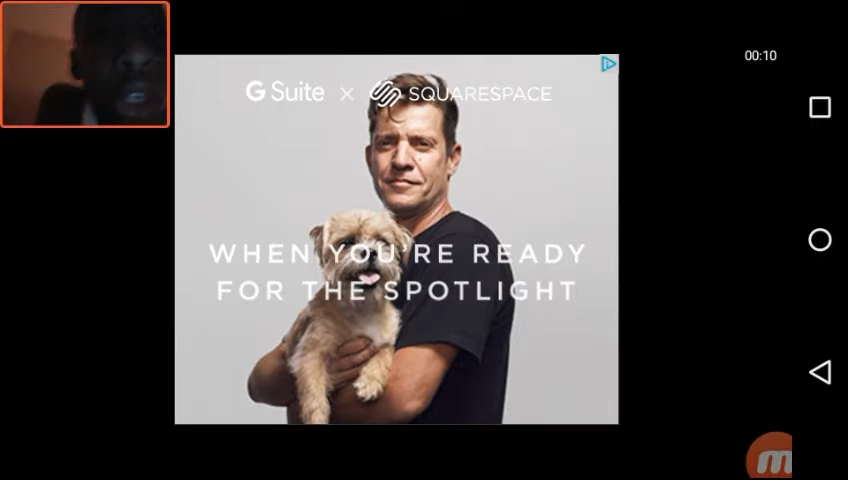 00:10
G Suite × SQUARESPACE
WHEN YOU'RE READY
FOR THE SPOTLIGHT